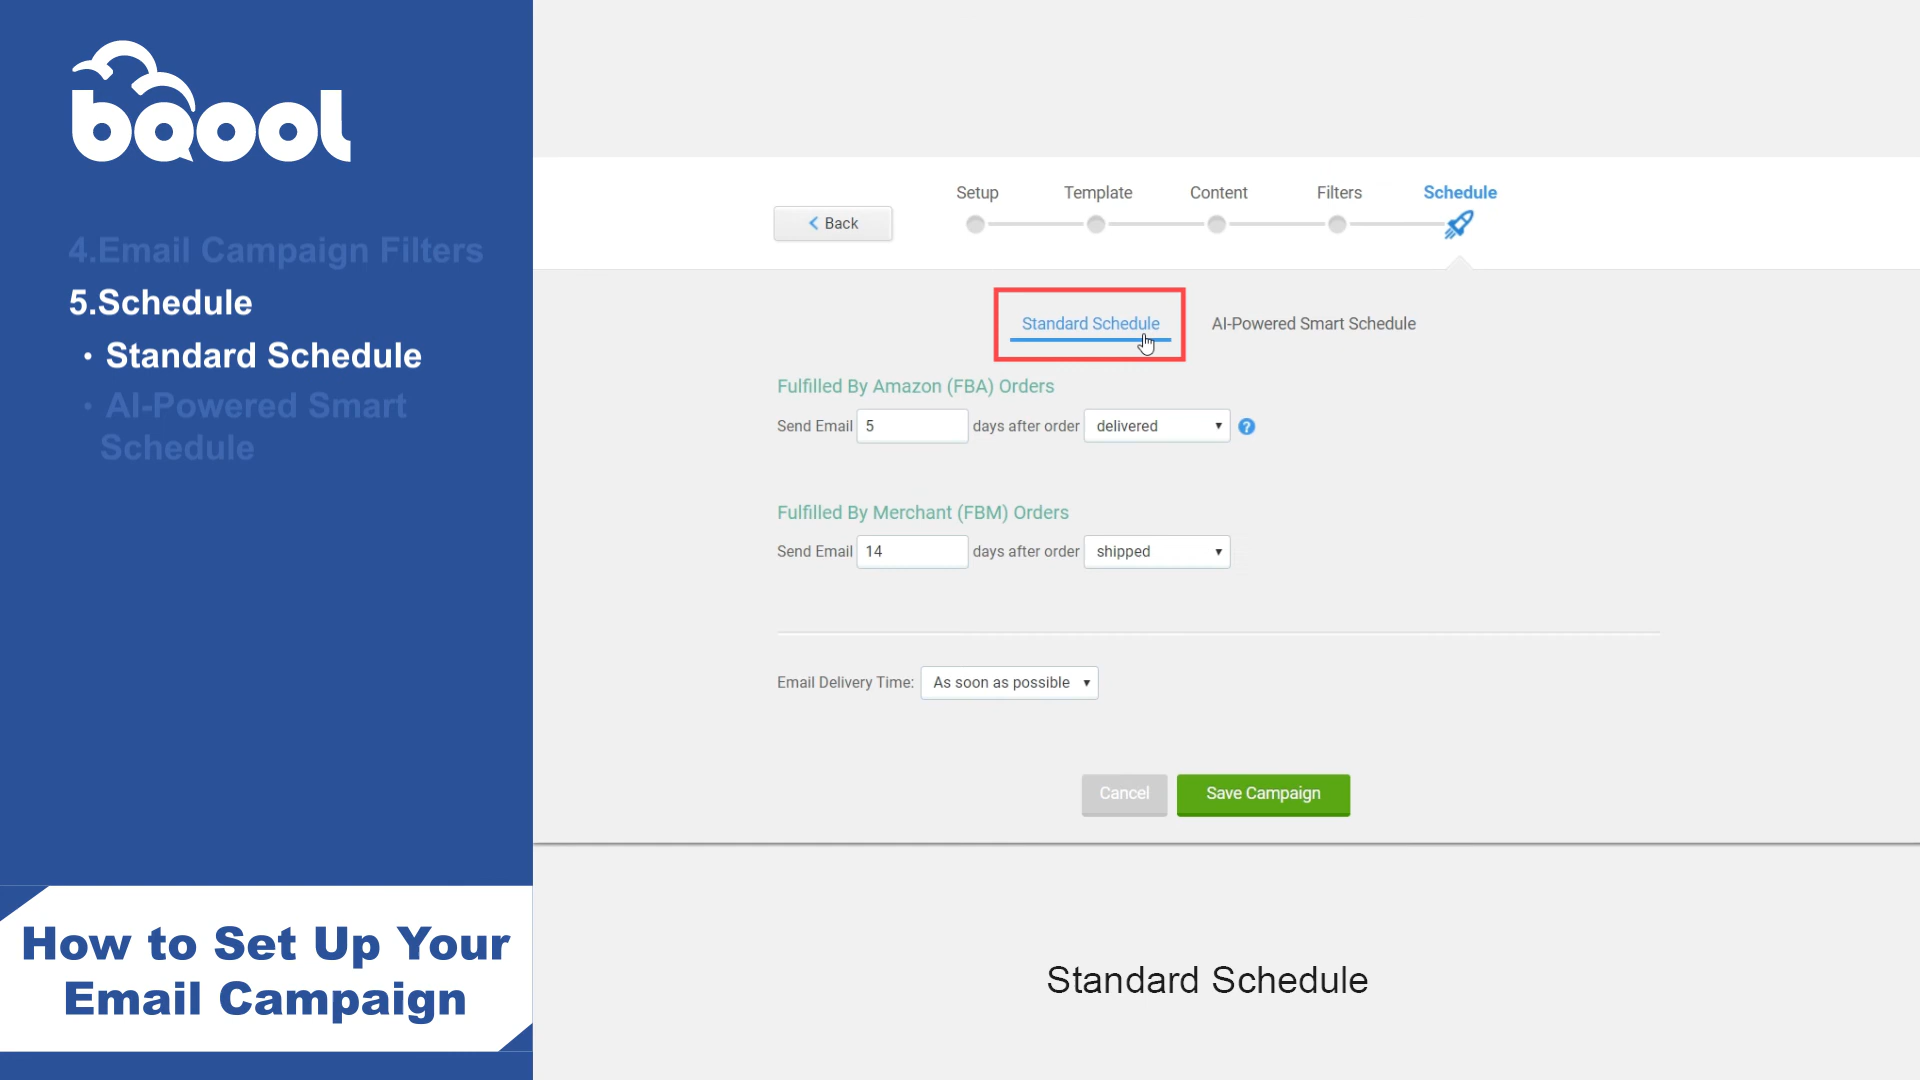 bqool
4.Email Campaign Filters
5.Schedule
• Standard Schedule
• AI-Powered Smart
Schedule
How to Set Up Your
Email Campaign
Back
Setup
Template
Content
Filters
Schedule
Standard Schedule
AI-Powered Smart Schedule
Fulfilled By Amazon (FBA) Orders
Send Email 5 days after order delivered ?
Fulfilled By Merchant (FBM) Orders
Send Email 14 days after order shipped
Email Delivery Time: As soon as possible
Cancel
Save Campaign
Standard Schedule